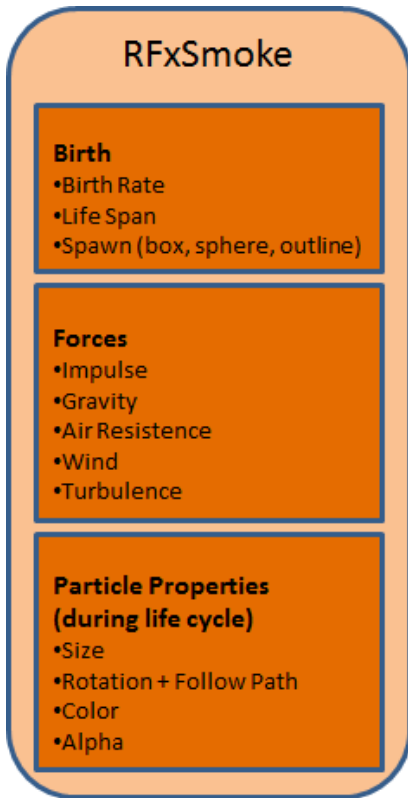 RFxSmoke
Birth
•Birth Rate
•Life Span
•Spawn (box, sphere, outline)
Forces
•Impulse
•Gravity
•Air Resistence
•Wind
•Turbulence
Particle Properties
(during life cycle)
•Size
•Rotation + Follow Path
•Color
•Alpha